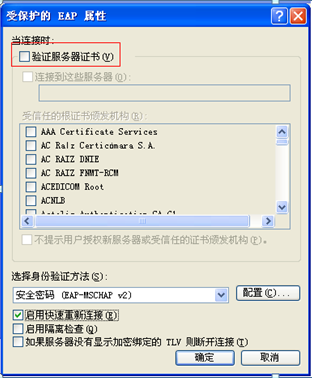 受保护的 EAP 属性
当连接时:
验证服务器证书(V)
连接到这些服务器(O):
受信任的根证书颁发机构(R):
AAA Certificate Services
AC Raíz Certicámara S.A.
AC RAIZ DNIE
AC RAIZ FNMT-RCM
ACEDICOM Root
ACNLB
不提示用户授权新服务器或受信任的证书颁发机构(P)。
选择身份验证方法(S):
安全密码 (EAP-MSCHAP v2)
配置(C)...
启用快速重新连接(E)
启用隔离检查(Q)
如果服务器没有显示加密绑定的 TLV 则断开连接(T)
确定
取消